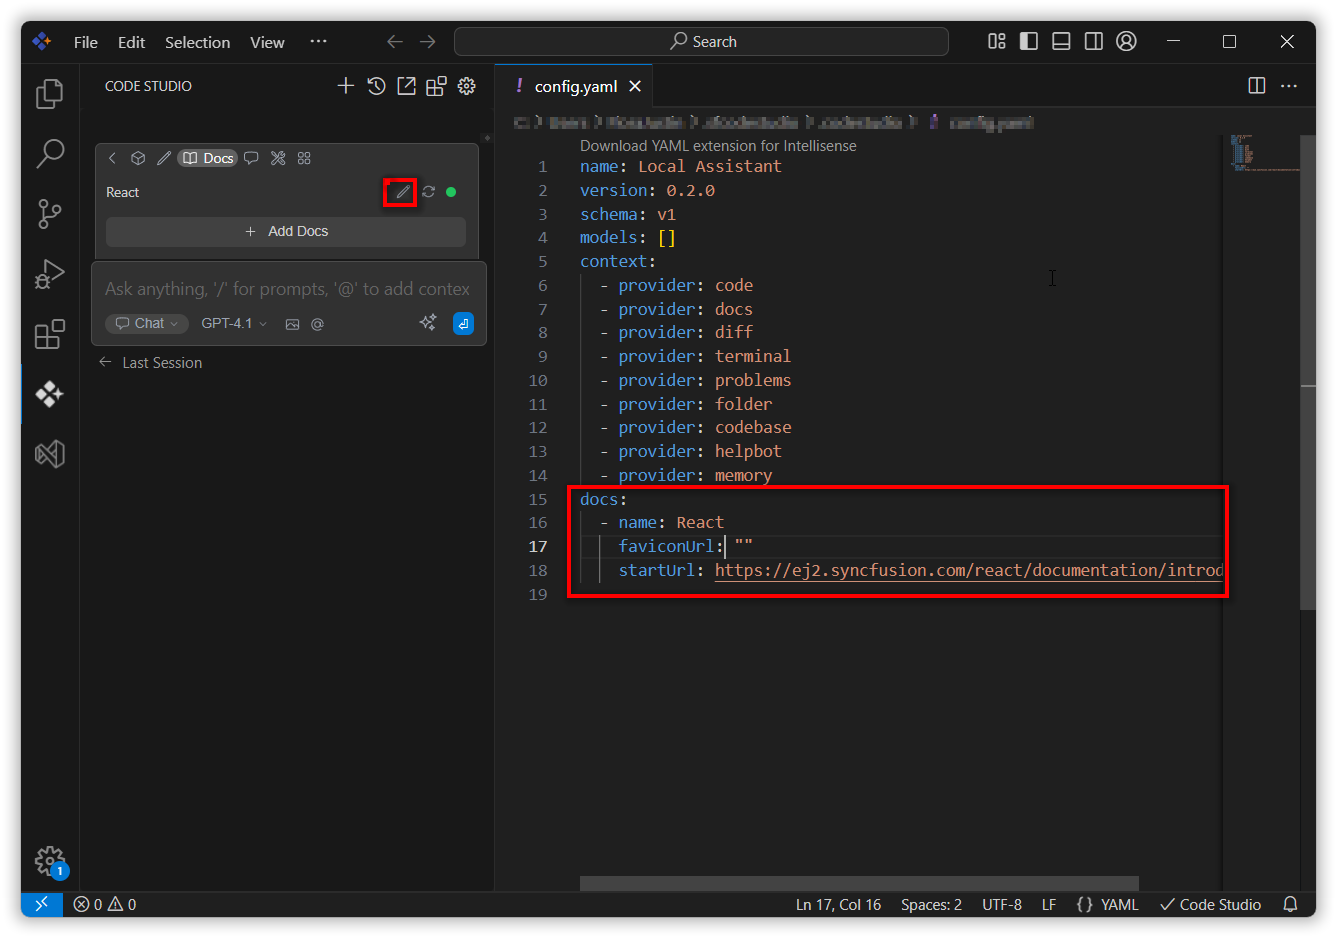 File Edit Selection View ··· Search
CODE STUDIO
config.yaml
Docs
React
+ Add Docs
Ask anything, '/' for prompts, '@' to add contex
Chat GPT-4.1
Last Session
Download YAML extension for Intellisense
1 name: Local Assistant
2 version: 0.2.0
3 schema: v1
4 models: []
5 context:
6 - provider: code
7 - provider: docs
8 - provider: diff
9 - provider: terminal
10 - provider: problems
11 - provider: folder
12 - provider: codebase
13 - provider: helpbot
14 - provider: memory
15 docs:
16 - name: React
17 faviconUrl: ""
18 startUrl: https://ej2.syncfusion.com/react/documentation/introd
19
1
0 0 Ln 17, Col 16 Spaces: 2 UTF-8 LF {} YAML Code Studio